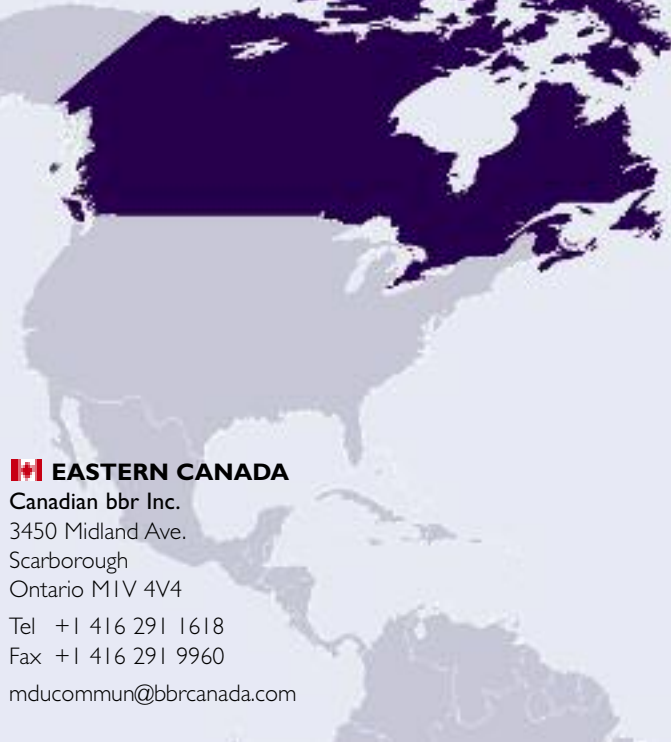 EASTERN CANADA
Canadian bbr Inc.
3450 Midland Ave.
Scarborough
Ontario M1V 4V4
Tel +1 416 291 1618
Fax +1 416 291 9960
mducommun@bbrcanada.com